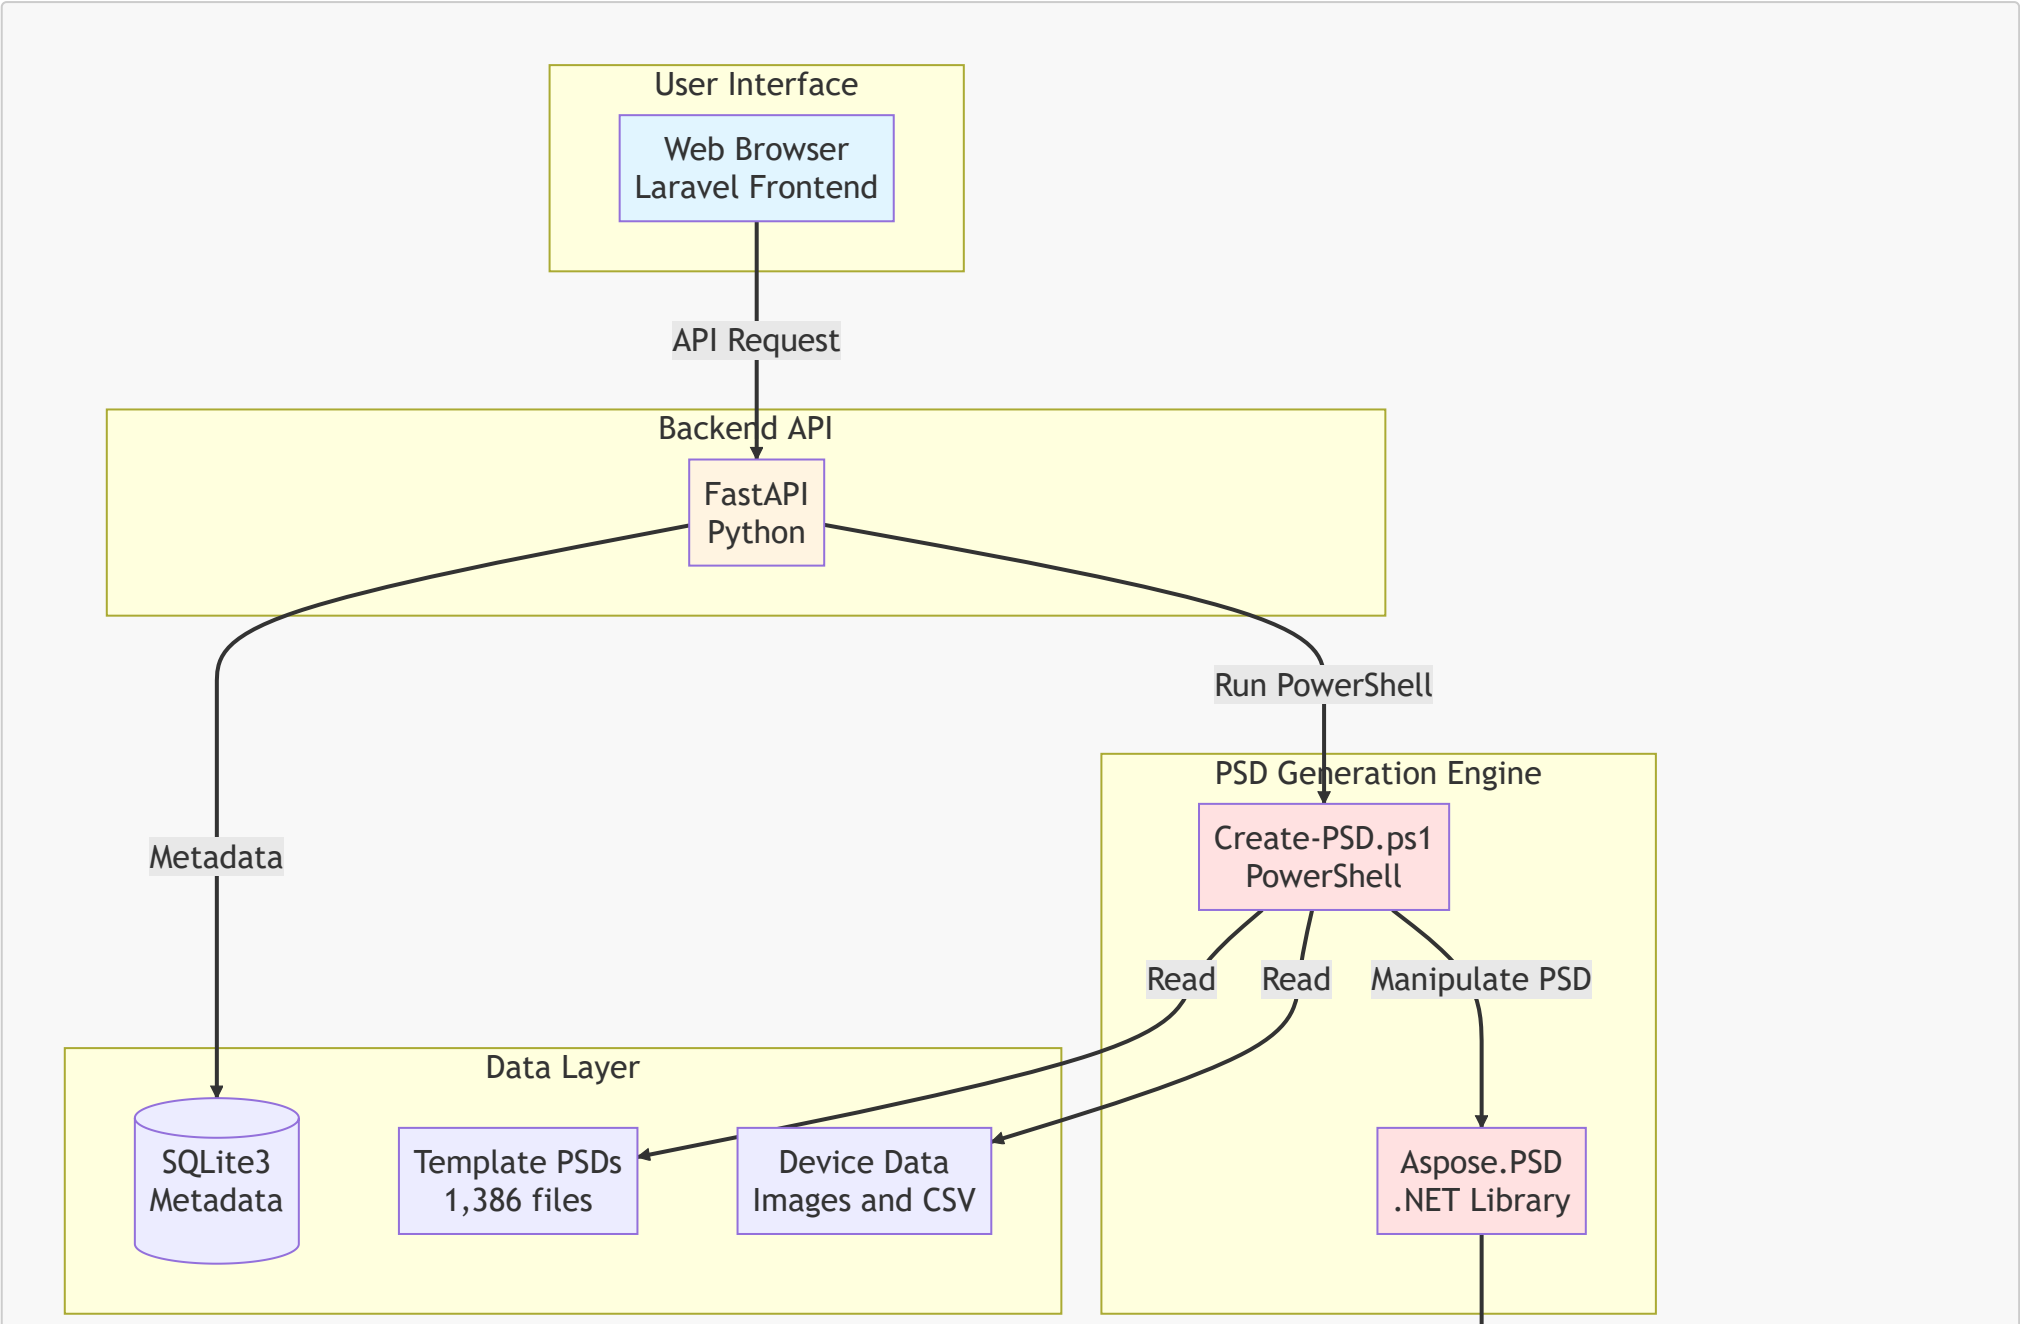 User Interface
Web Browser
Laravel Frontend
API Request
Backend API
FastAPI
Python
Run PowerShell
PSD Generation Engine
Create-PSD.ps1
PowerShell
Metadata
Read
Read
Manipulate PSD
Data Layer
SQLite3
Metadata
Template PSDs
1,386 files
Device Data
Images and CSV
Aspose.PSD
.NET Library